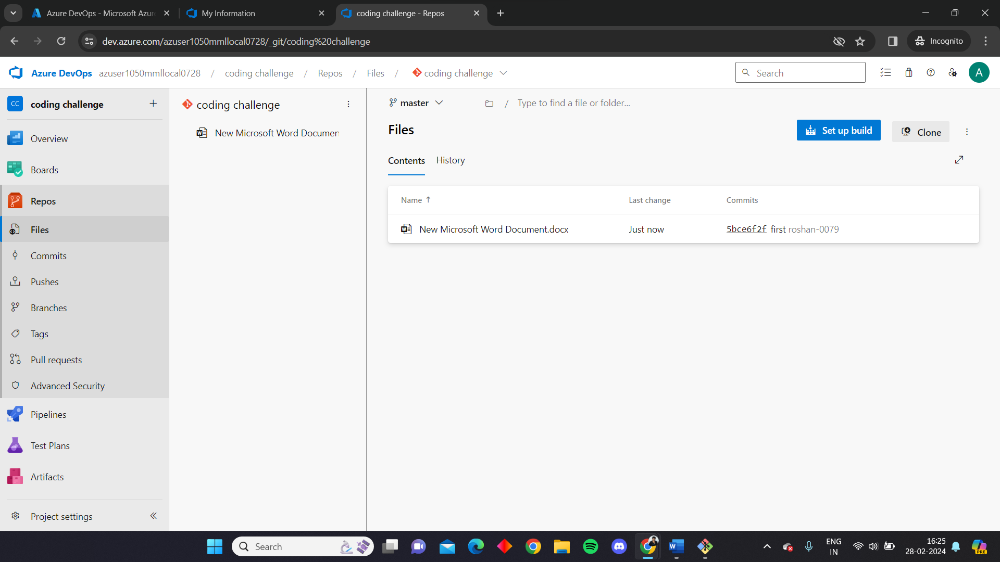 Azure DevOps - Microsoft Azur
My Information
coding challenge - Repos
dev.azure.com/azuser1050mmllocal0728/_git/coding%20challenge
Incognito
Azure DevOps azuser1050mmllocal0728 / coding challenge / Repos / Files / coding challenge
Search
A
CC coding challenge
Overview
Boards
Repos
Files
Commits
Pushes
Branches
Tags
Pull requests
Advanced Security
Pipelines
Test Plans
Artifacts
Project settings
coding challenge
New Microsoft Word Documen
master
/ Type to find a file or folder...
Files
Set up build
Clone
Contents
History
Name Last change Commits
New Microsoft Word Document.docx Just now 5bce6f2f first roshan-0079
Search
ENG
IN
16:25
28-02-2024
PRE